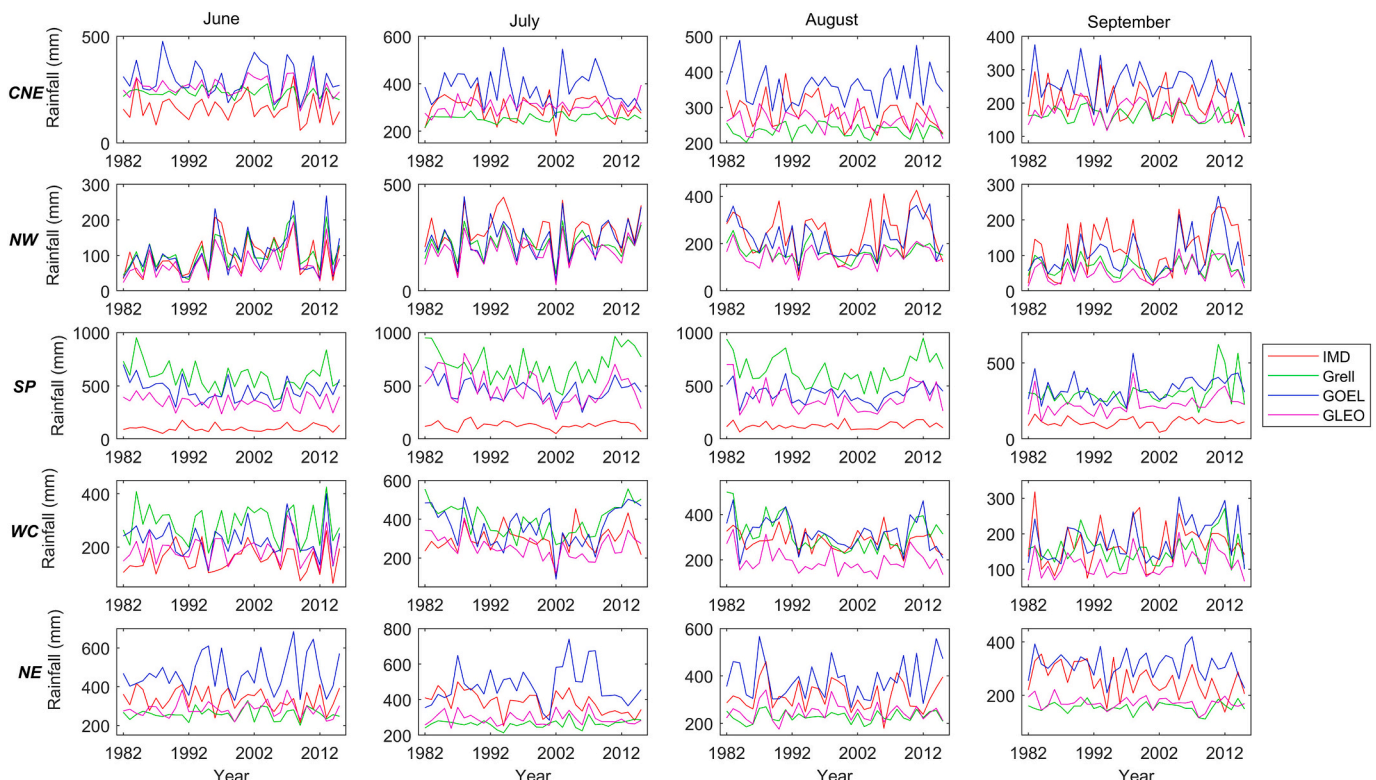 June July August September
CNE Rainfall (mm) 500 0 600 400 200 500 400 300 200 400 300 200 100
1982 1992 2002 2012 1982 1992 2002 2012 1982 1992 2002 2012 1982 1992 2002 2012
NW Rainfall (mm) 300 200 100 0 500 0 400 200 0 300 200 100 0
1982 1992 2002 2012 1982 1992 2002 2012 1982 1992 2002 2012 1982 1992 2002 2012
SP Rainfall (mm) 1000 500 0 1000 500 0 1000 500 0 500 0
1982 1992 2002 2012 1982 1992 2002 2012 1982 1992 2002 2012 1982 1992 2002 2012
IMD
Grell
GOEL
GLEO
WC Rainfall (mm) 400 200 600 400 200 400 200 300 200 100
1982 1992 2002 2012 1982 1992 2002 2012 1982 1992 2002 2012 1982 1992 2002 2012
NE Rainfall (mm) 600 400 200 800 600 400 200 600 400 200 400 200
1982 1992 2002 2012 1982 1992 2002 2012 1982 1992 2002 2012 1982 1992 2002 2012
Year Year Year Year